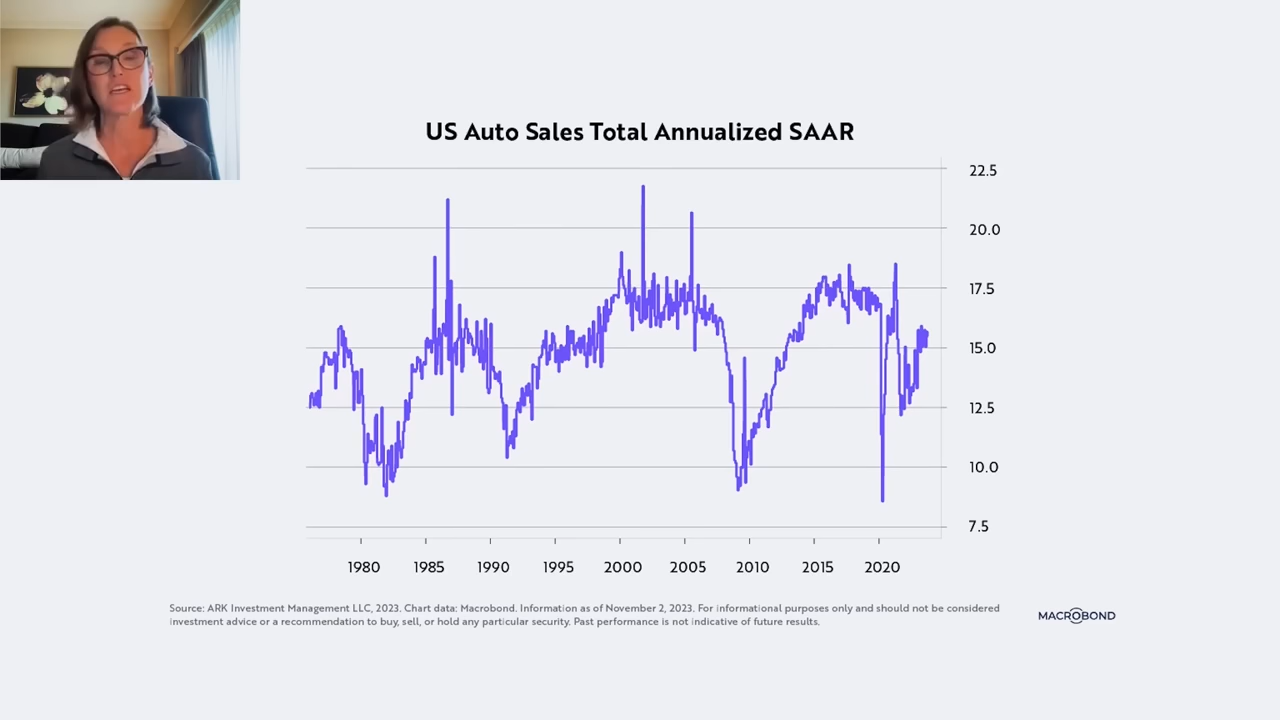 US Auto Sales Total Annualized SAAR
22.5
20.0
17.5
15.0
12.5
10.0
7.5
1980 1985 1990 1995 2000 2005 2010 2015 2020
Source: ARK Investment Management LLC, 2023. Chart data: Macrobond. Information as of November 2, 2023. For informational purposes only and should not be considered
investment advice or a recommendation to buy, sell, or hold any particular security. Past performance is not indicative of future results.
MACROBOND